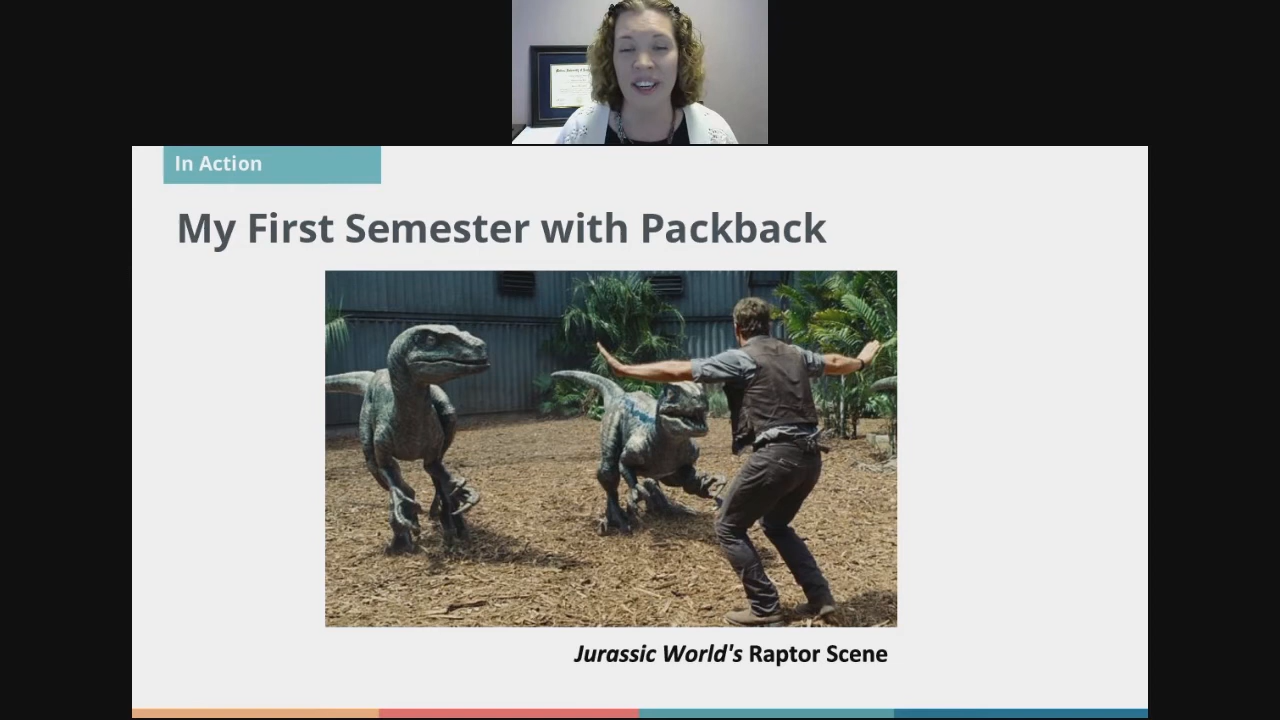 In Action
My First Semester with Packback
Jurassic World's Raptor Scene